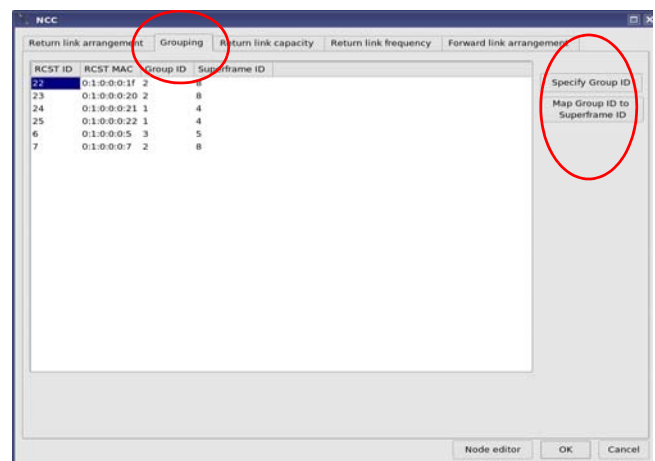 NCC
Return link arrangement Grouping Return link capacity Return link frequency Forward link arrangement
RCST ID RCST MAC Group ID Superframe ID
22 0:1:0:0:0:1f 2 8
23 0:1:0:0:0:20 2 8
24 0:1:0:0:0:21 1 4
25 0:1:0:0:0:22 1 4
6 0:1:0:0:0:5 3 5
7 0:1:0:0:0:7 2 8
Specify Group ID
Map Group ID to
Superframe ID
Node editor OK Cancel